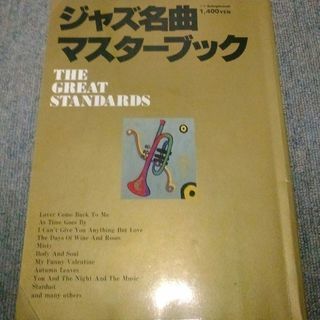 1,400YEN
ジャズ名曲
マスターブック
THE
GREAT
STANDARDS
Lover Come Back To Me
As Time Goes By
I Can't Give You Anything But Love
The Days Of Wine And Roses
Misty
Body And Soul
My Funny Valentine
Autumn Leaves
You And The Night And The Music
Stardust
and many others